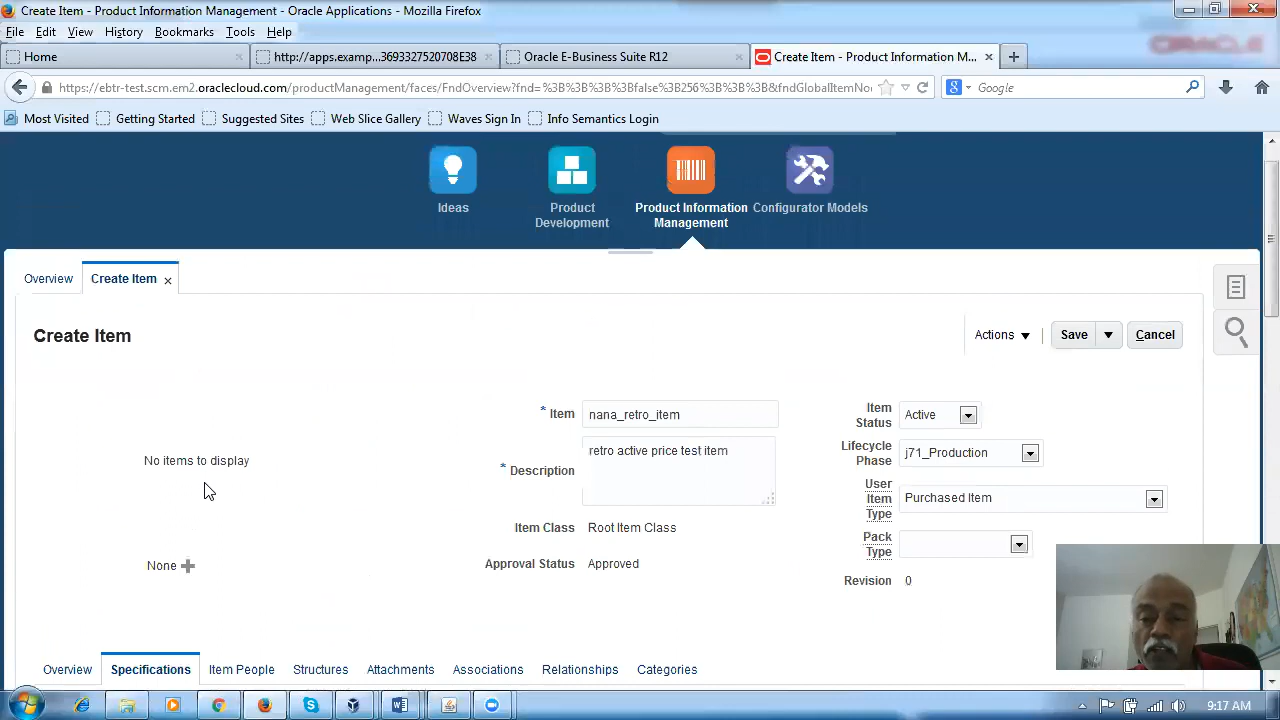 Create Item - Product Information Management - Oracle Applications - Mozilla Firefox
File Edit View History Bookmarks Tools Help
Home http://apes.examp...3693327520708E38 Oracle E-Business Suite R12 Create Item - Product Information M...
https://ebtr-test.scm.em2.oraclecloud.com/productManagement/faces/FndOverview?fnd=%3B%3B%3B%3Bfalse%3B256%3B%3B%3B&fndGlobalItemNo Google
Most Visited Getting Started Suggested Sites Web Slice Gallery Waves Sign In Info Semantics Login
Ideas Product Development Product Information Management Configurator Models
Overview Create Item
Create Item
Actions Save Cancel
Item nana_retro_item
Item Status Active
Description retro active price test item
Lifecycle Phase j71_Production
No items to display
User Item Type Purchased Item
Item Class Root Item Class
Pack Type
None
Approval Status Approved
Revision 0
Overview Specifications Item People Structures Attachments Associations Relationships Categories
9:17 AM